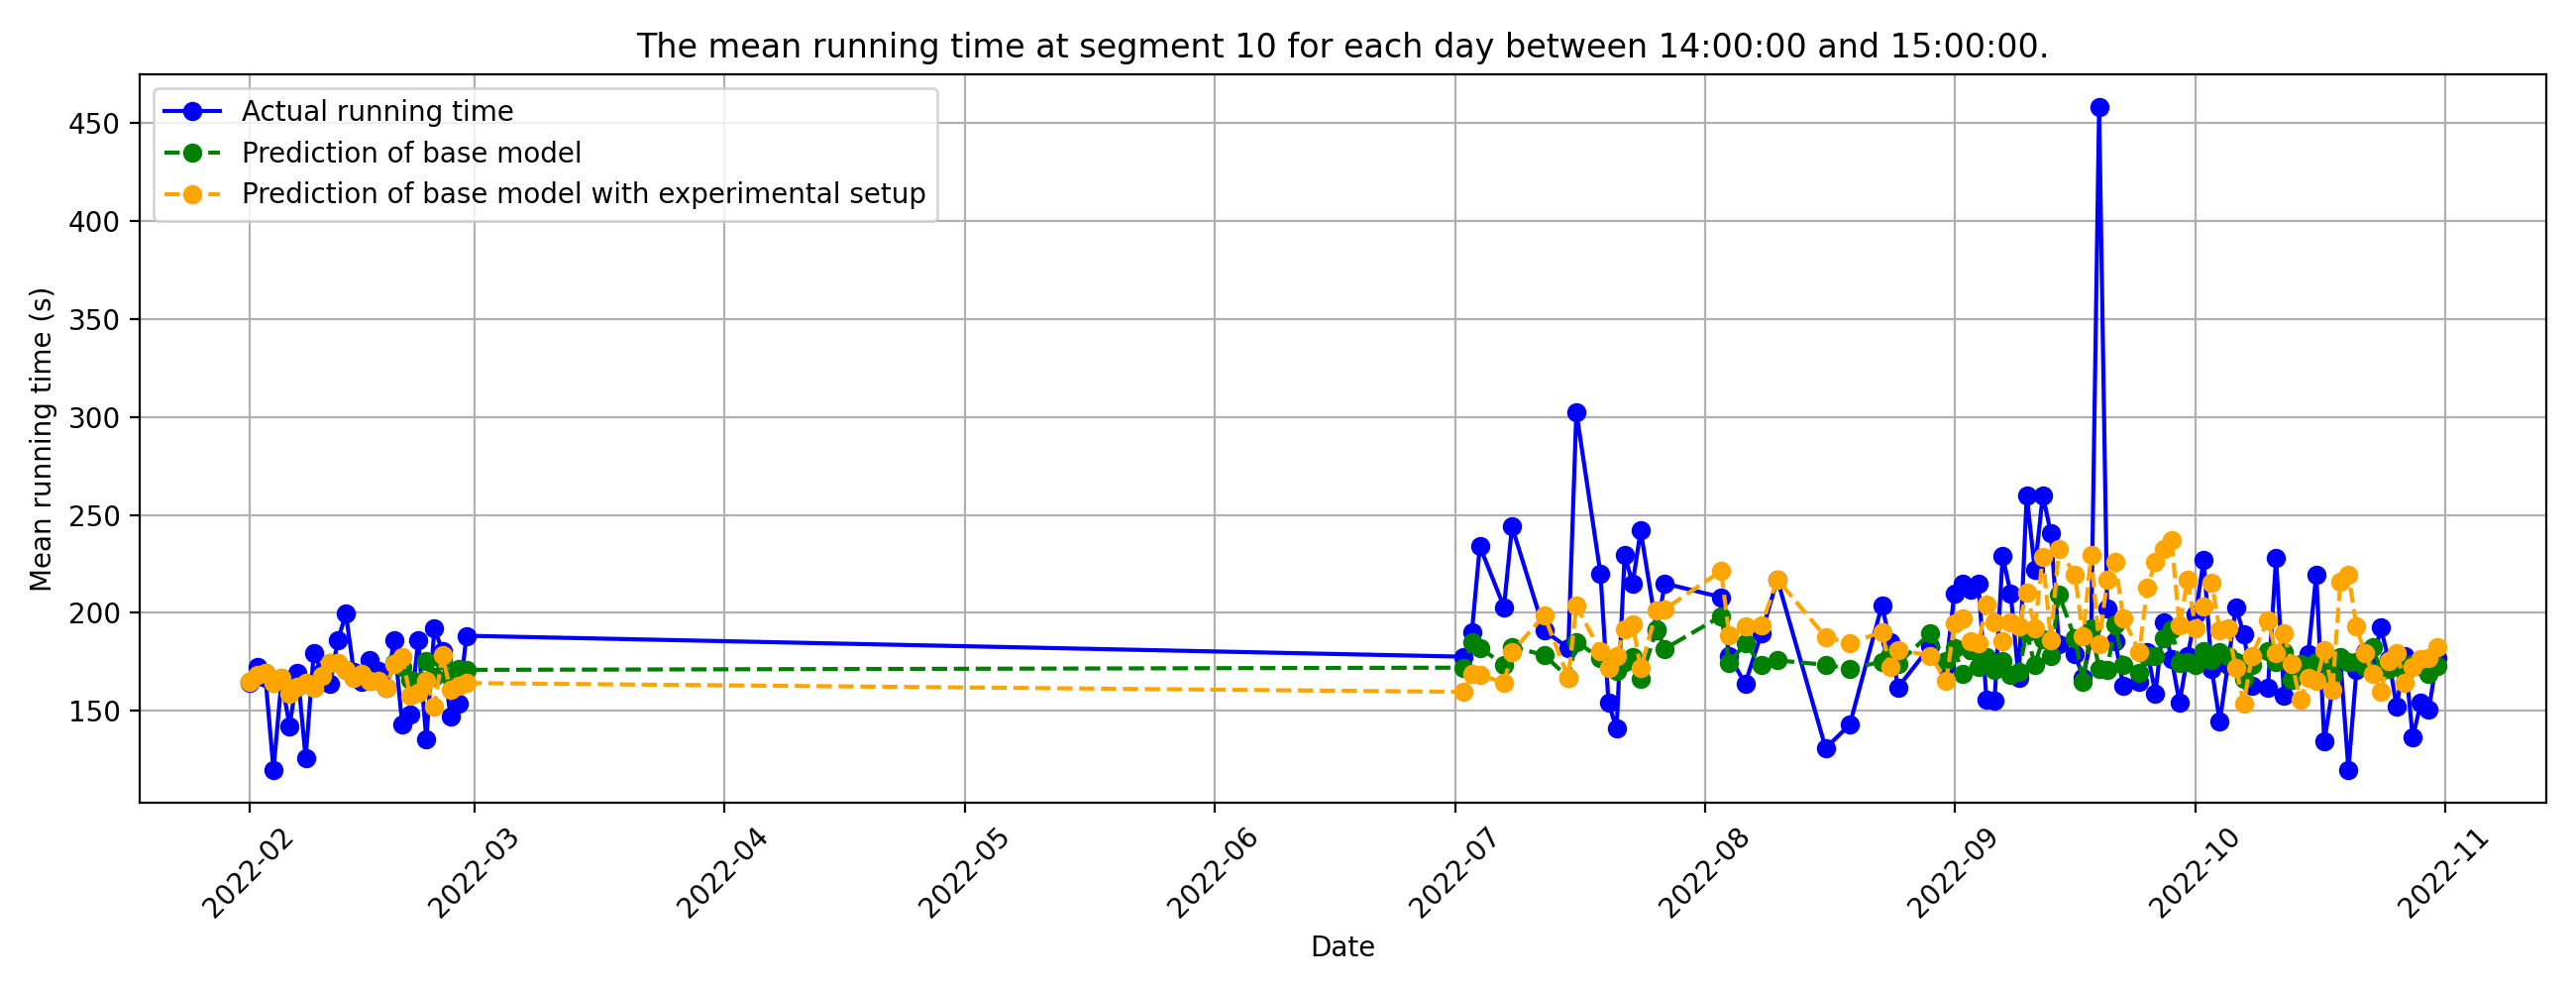 The mean running time at segment 10 for each day between 14:00:00 and 15:00:00.
Actual running time
Prediction of base model
Prediction of base model with experimental setup
Mean running time (s)
450
400
350
300
250
200
150
2022-02
2022-03
2022-04
2022-05
2022-06
2022-07
2022-08
2022-09
2022-10
2022-11
Date